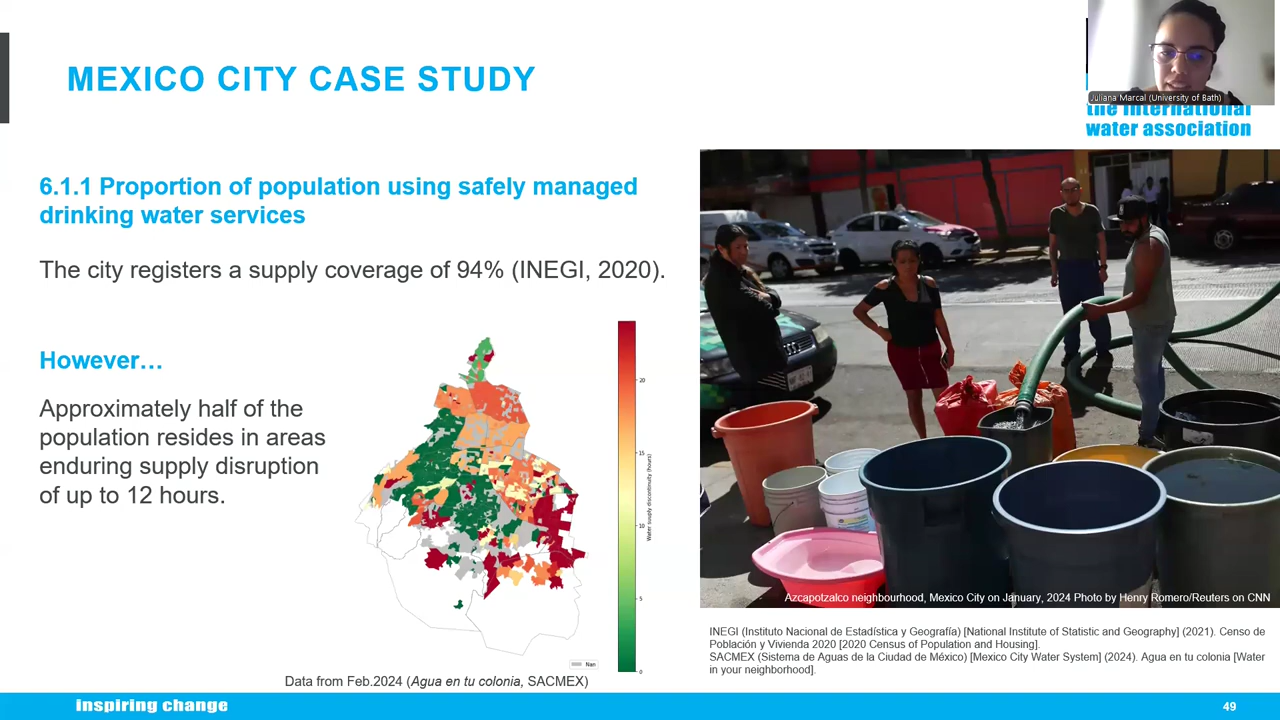 MEXICO CITY CASE STUDY
Juliana Marcal (University of Bath)
the international
water association
6.1.1 Proportion of population using safely managed
drinking water services
The city registers a supply coverage of 94% (INEGI, 2020).
However…
Approximately half of the
population resides in areas
enduring supply disruption
of up to 12 hours.
20
15
10
5
0
Water supply discontinuity (hours)
Nan
Data from Feb.2024 (Agua en tu colonia, SACMEX)
Azcapotzalco neighbourhood, Mexico City on January, 2024 Photo by Henry Romero/Reuters on CNN
INEGI (Instituto Nacional de Estadística y Geografía) [National Institute of Statistic and Geography] (2021). Censo de
Población y Vivienda 2020 [2020 Census of Population and Housing].
SACMEX (Sistema de Aguas de la Ciudad de México) [Mexico City Water System] (2024). Agua en tu colonia [Water
in your neighborhood].
inspiring change
49